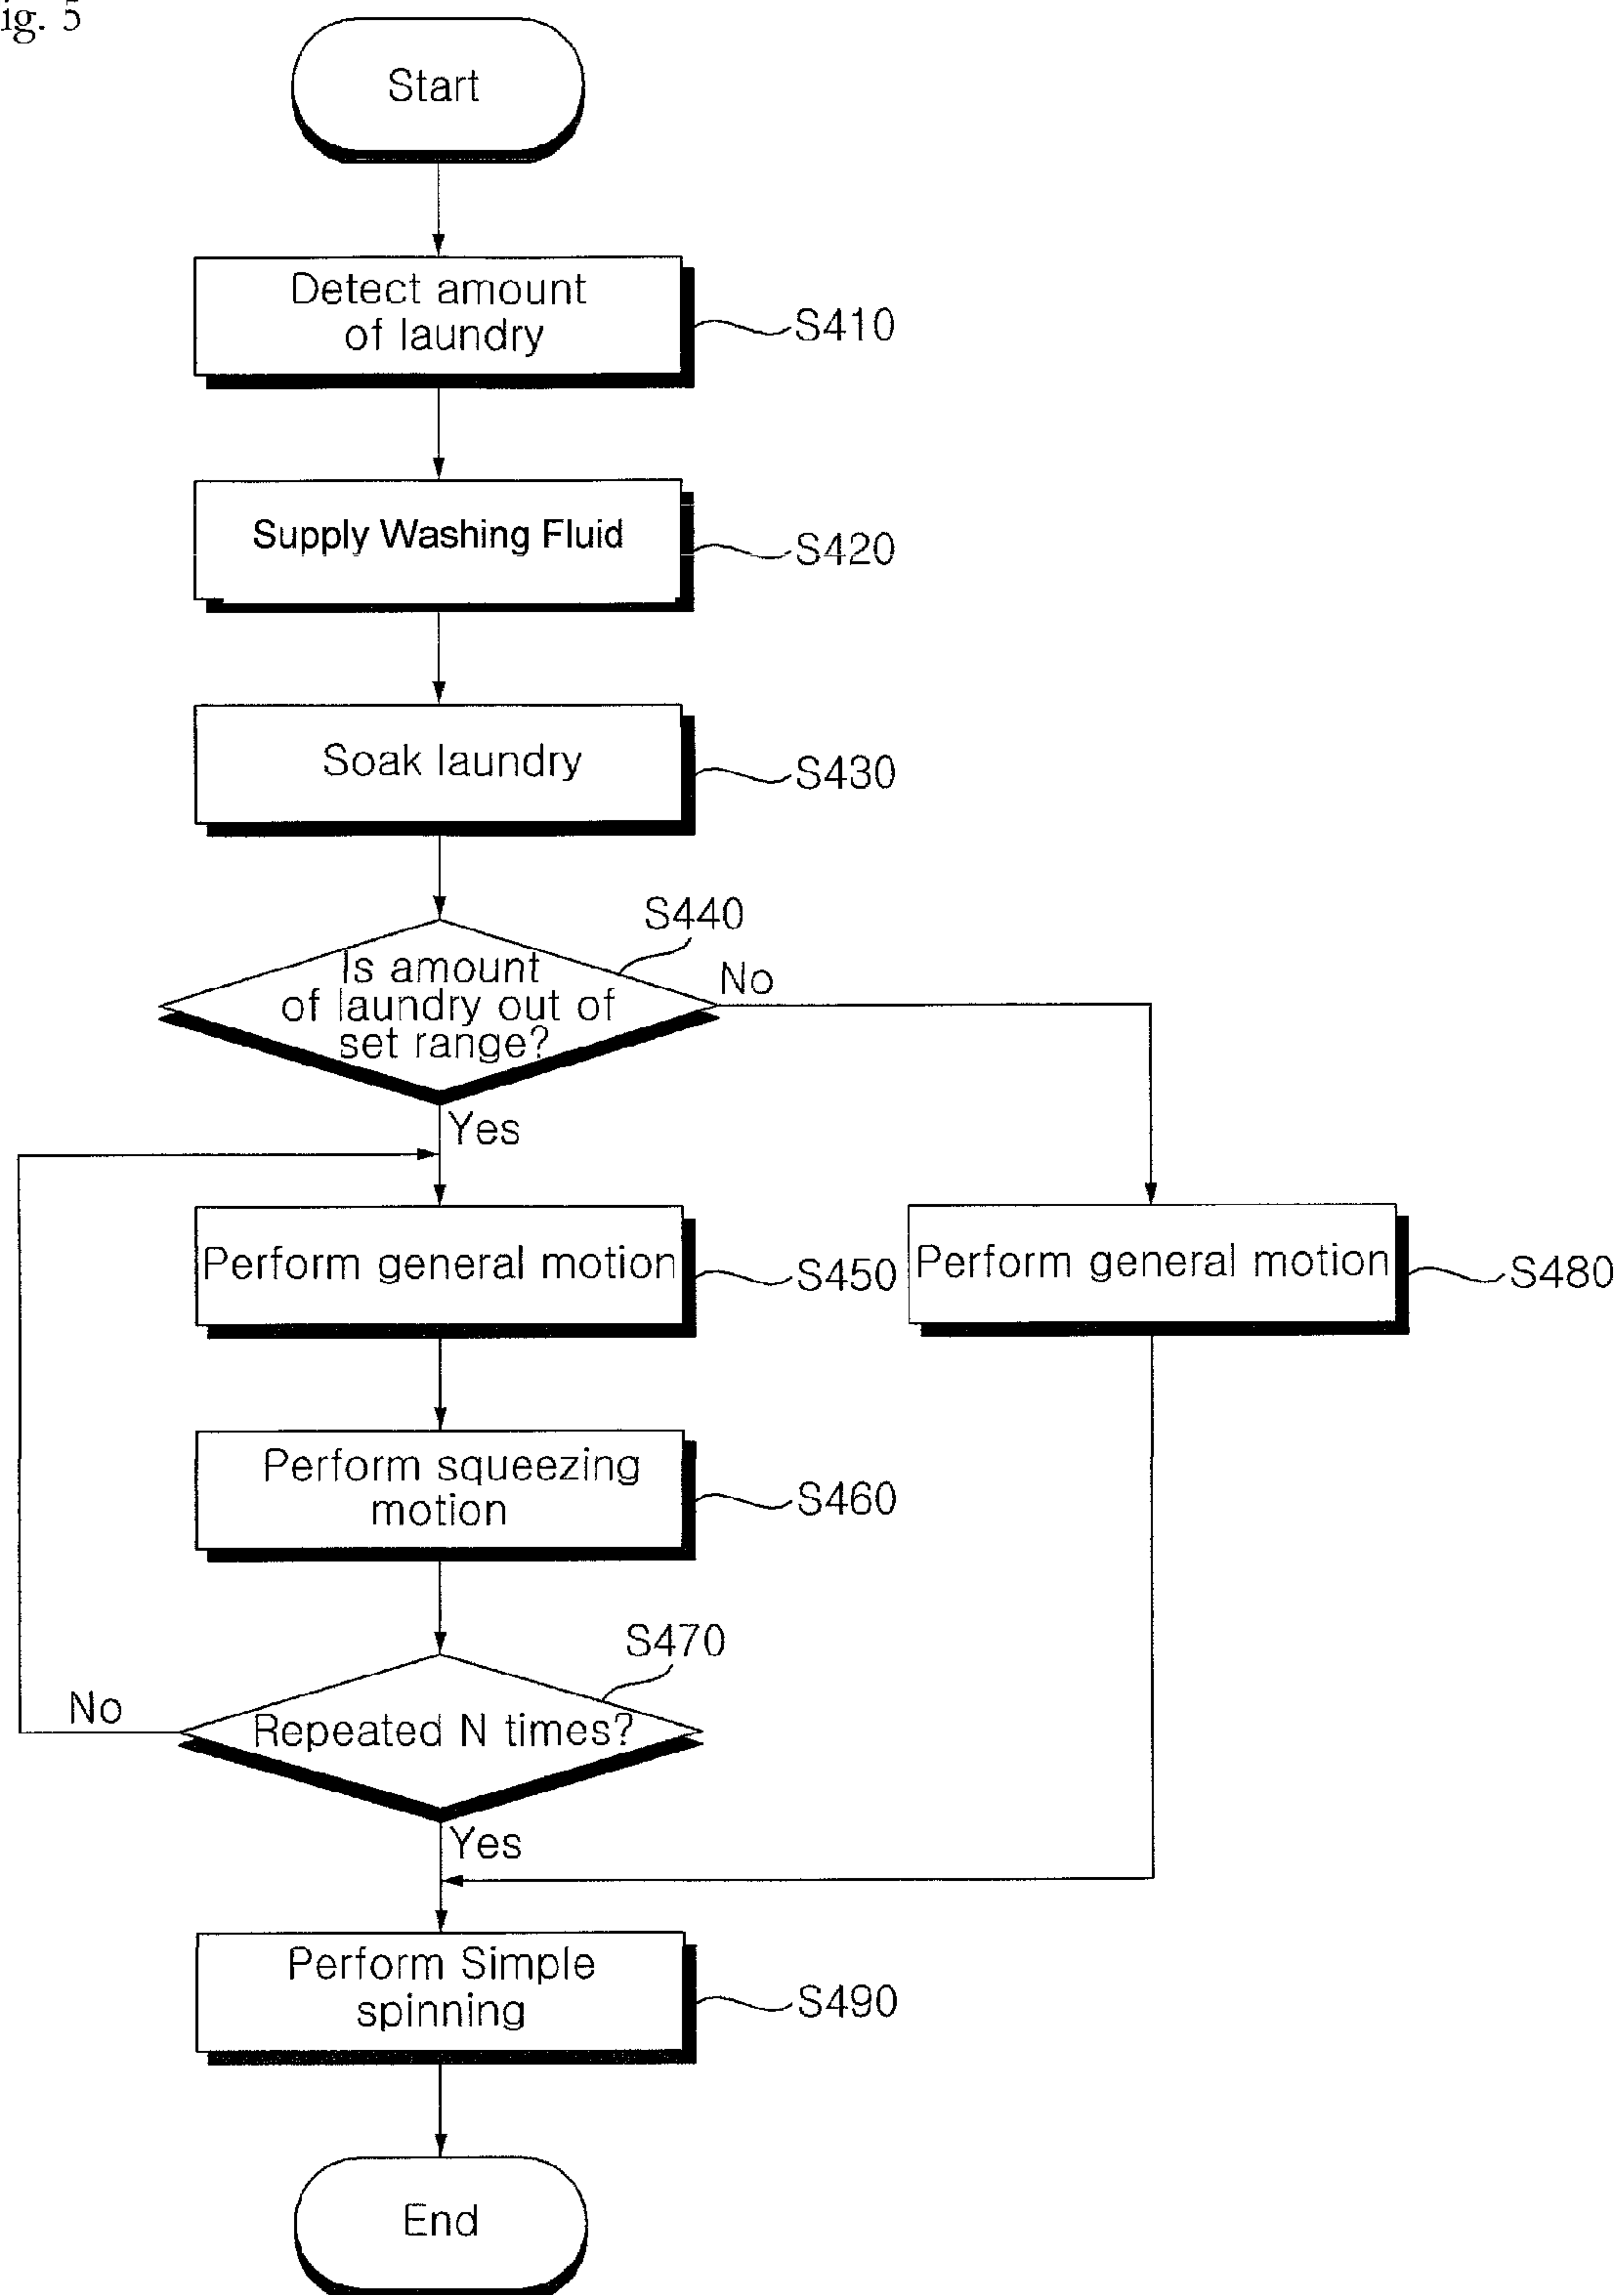 ig. 5
Start
Detect amount
of laundry
S410
Supply Washing Fluid
S420
Soak laundry
S430
S440
Is amount
of laundry out of
set range?
No
Yes
Perform general motion
S450
Perform general motion
S480
Perform squeezing
motion
S460
S470
No
Repeated N times?
Yes
Perform Simple
spinning
S490
End